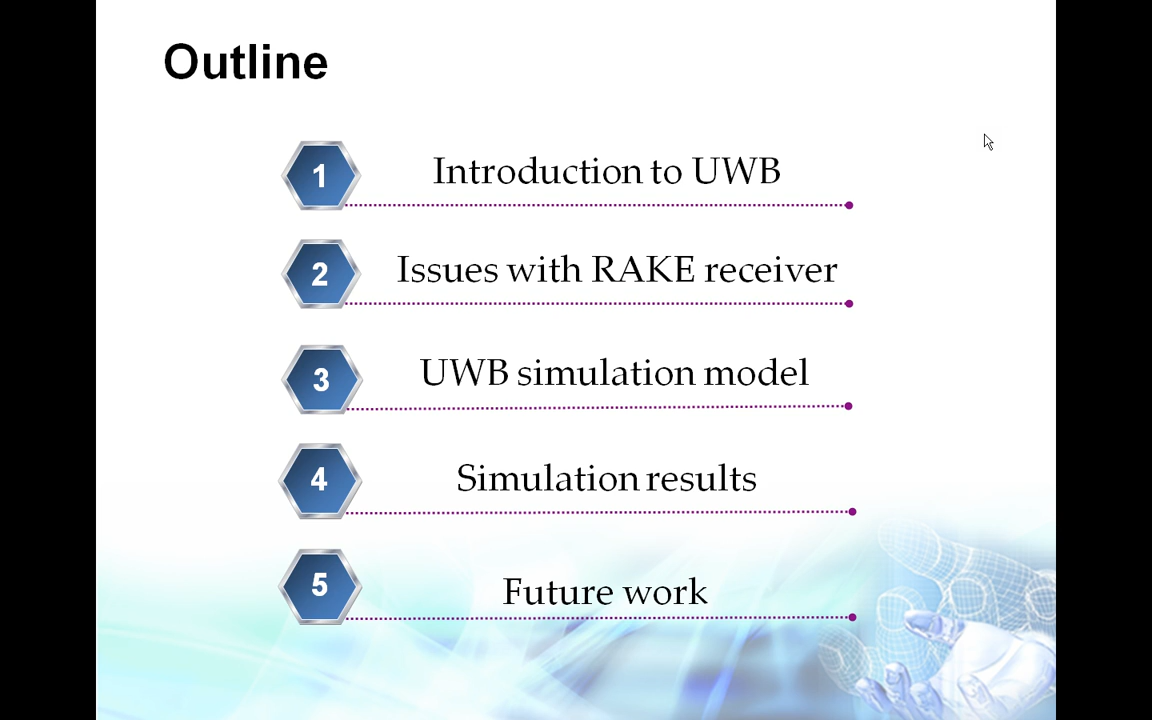 Outline
1 Introduction to UWB
2 Issues with RAKE receiver
3 UWB simulation model
4 Simulation results
5 Future work